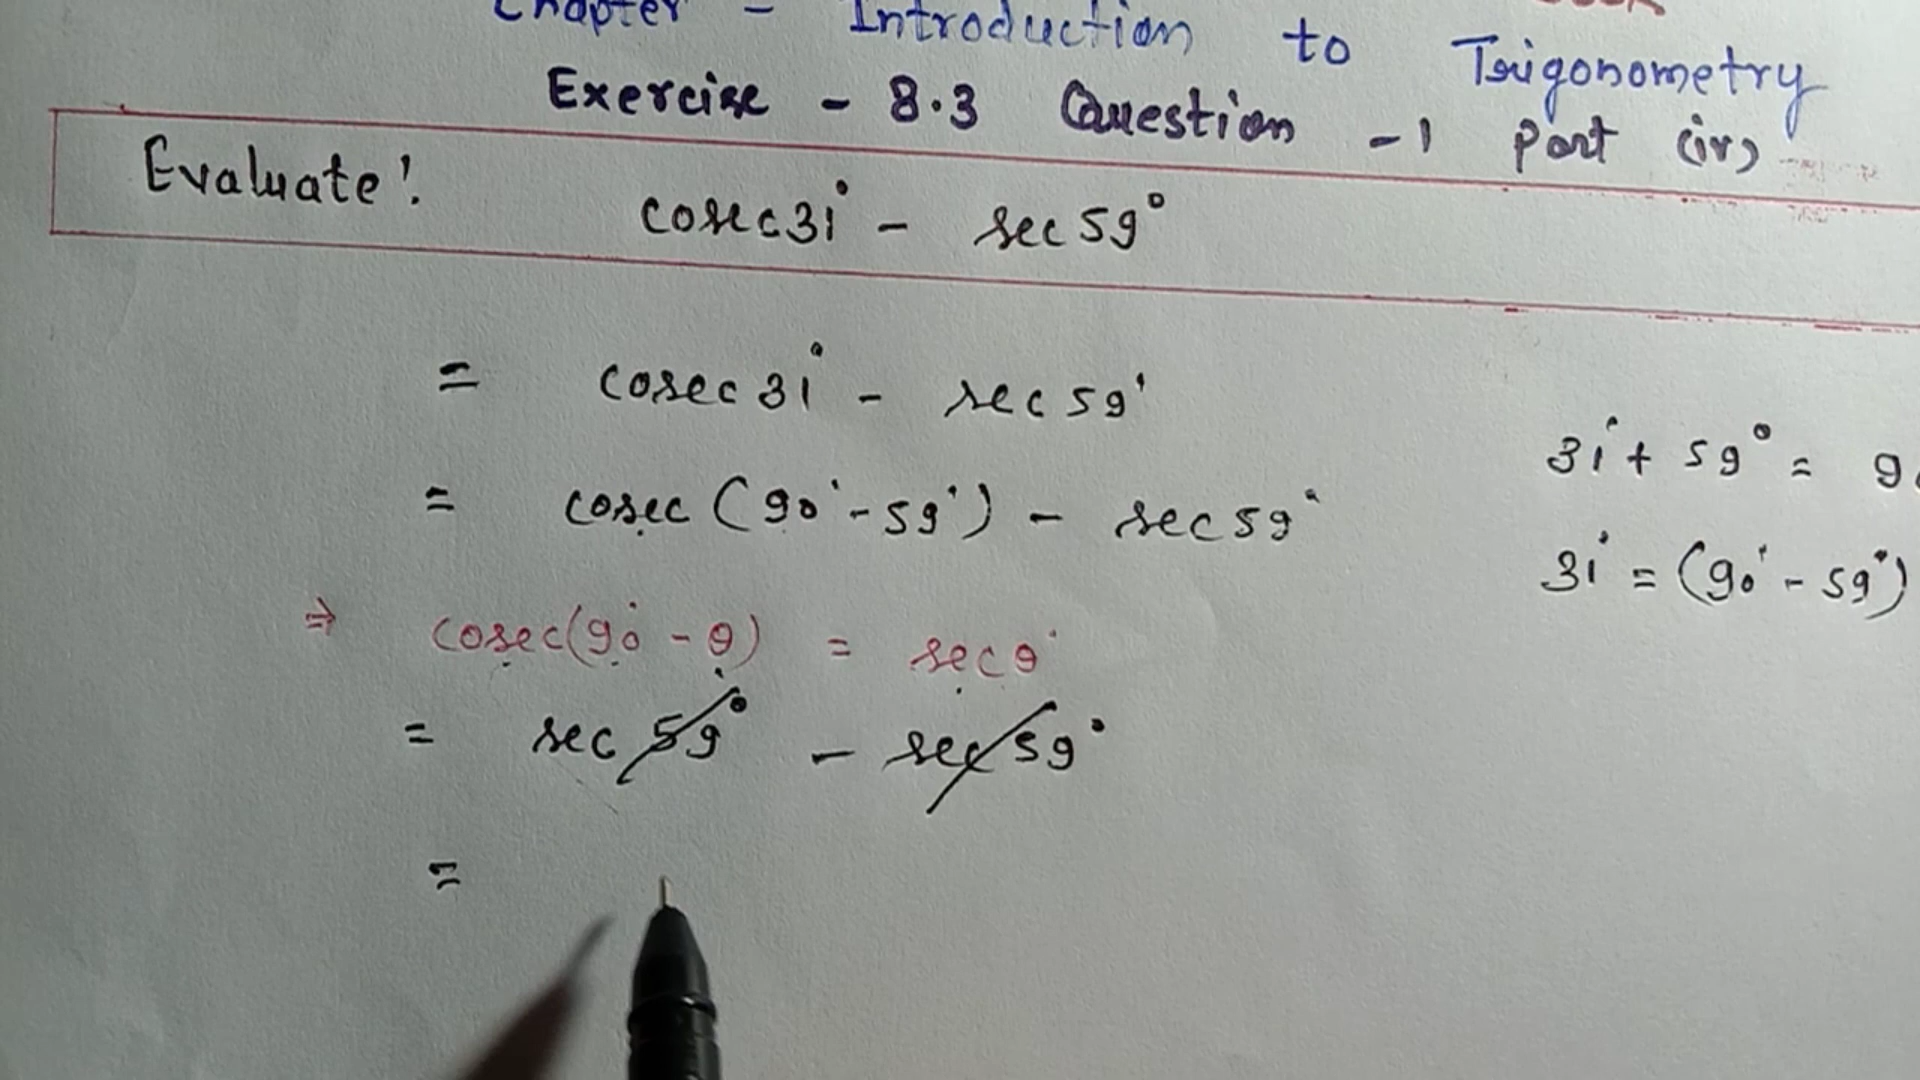 Chapter - Introduction to Trigonometry
Exercise - 8.3 Question - 1 Part (iv)
Evaluate: cosec 31° - sec 59°
= cosec 31° - sec 59°
31° + 59° = 90
= cosec (90° - 59°) - sec 59°
31° = (90° - 59°)
⇒ cosec (90° - θ) = sec θ
= sec 59° - sec 59°
=